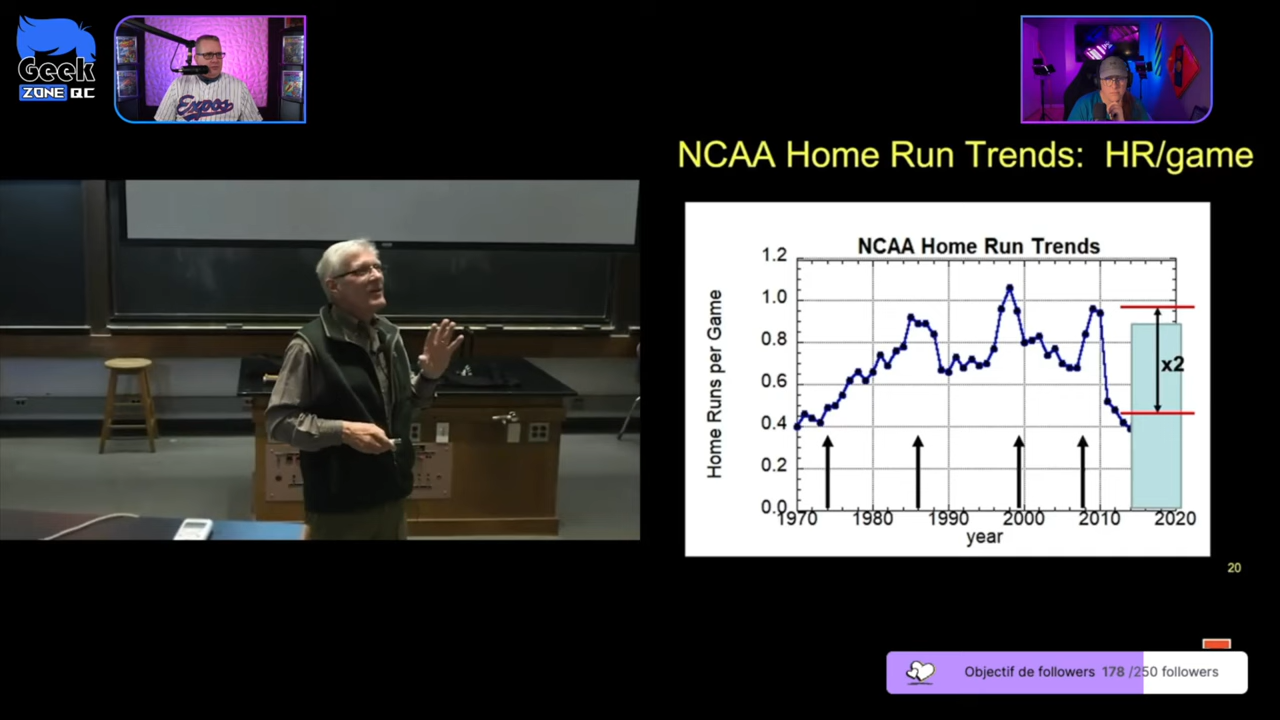 Geek
ZONE QC
Expos
NCAA Home Run Trends: HR/game
NCAA Home Run Trends
Home Runs per Game
1.2
1.0
0.8
0.6
0.4
0.2
0.0
x2
1970 1980 1990 2000 2010 2020
year
20
Objectif de followers 178 /250 followers